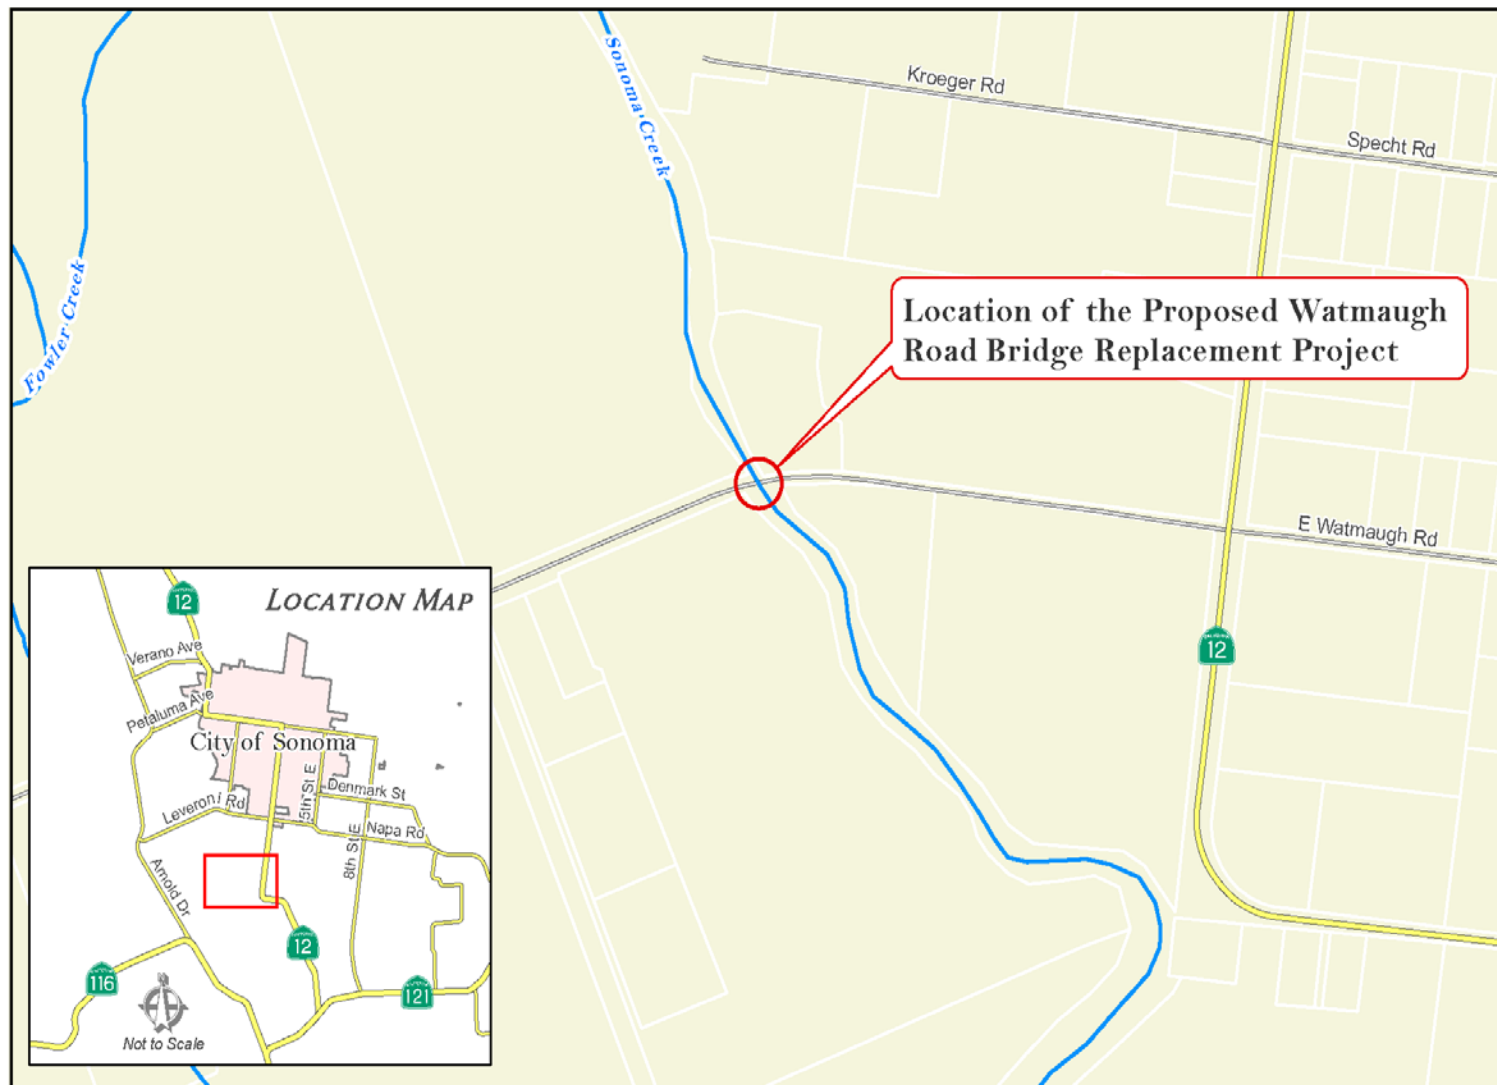 Sonoma Creek
Kroeger Rd
Specht Rd
Fowler Creek
Location of the Proposed Watmaugh
Road Bridge Replacement Project
E Watmaugh Rd
12
LOCATION MAP
12
Verano Ave
Petaluma Ave
City of Sonoma
5th St E
Denmark St
Leveroni Rd
Napa Rd
8th St E
Arnold Dr
12
116
121
Not to Scale